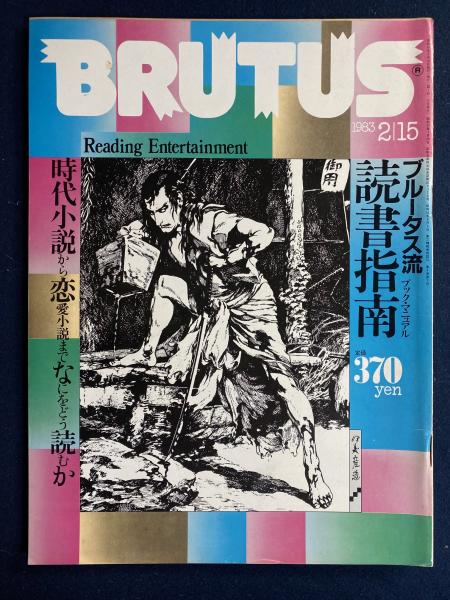 BRUTUS
1983 2|15
Reading Entertainment
ブルータス流
読書指南
ブックマニュアル
定価
370
yen
時代小説から恋愛小説までなにをどう読むか
御用